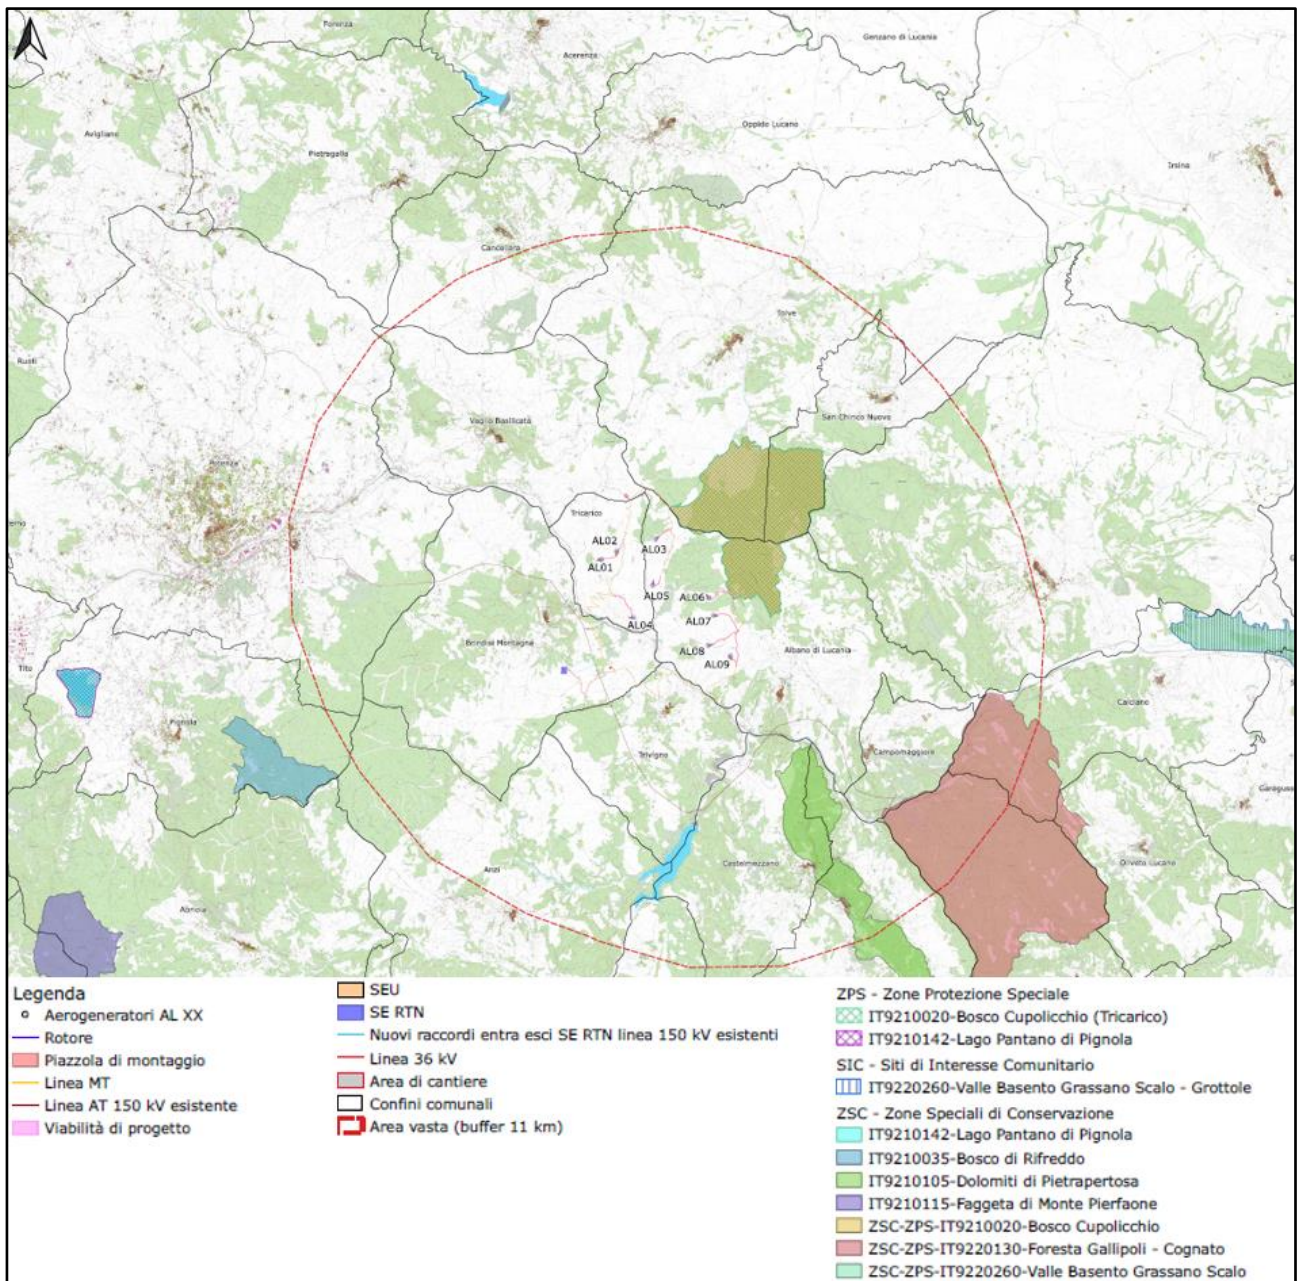 Forenza
Genzano di Lucania
Acerenza
Avigliano
Oppido Lucano
Pietragalla
Irsina
Cancellara
Tolve
Ruoti
San Chirico Nuovo
Vaglio Basilicata
Potenza
Tricarico
AL02
AL03
AL01
AL05
AL06
AL04
AL07
Brindisi Montagna
AL08
Albano di Lucania
AL09
Tito
Calciano
Pignola
Trivigno
Campomaggiore
Garaguso
Anzi
Castelmezzano
Oliveto Lucano
Abriola
Legenda
Aerogeneratori AL XX
Rotore
Piazzola di montaggio
Linea MT
Linea AT 150 kV esistente
Viabilità di progetto
SEU
SE RTN
Nuovi raccordi entra esci SE RTN linea 150 kV esistenti
Linea 36 kV
Area di cantiere
Confini comunali
Area vasta (buffer 11 km)
ZPS - Zone Protezione Speciale
IT9210020-Bosco Cupolicchio (Tricarico)
IT9210142-Lago Pantano di Pignola
SIC - Siti di Interesse Comunitario
IT9220260-Valle Basento Grassano Scalo - Grottole
ZSC - Zone Speciali di Conservazione
IT9210142-Lago Pantano di Pignola
IT9210035-Bosco di Rifreddo
IT9210105-Dolomiti di Pietrapertosa
IT9210115-Faggeta di Monte Pierfaone
ZSC-ZPS-IT9210020-Bosco Cupolicchio
ZSC-ZPS-IT9220130-Foresta Gallipoli - Cognato
ZSC-ZPS-IT9220260-Valle Basento Grassano Scalo